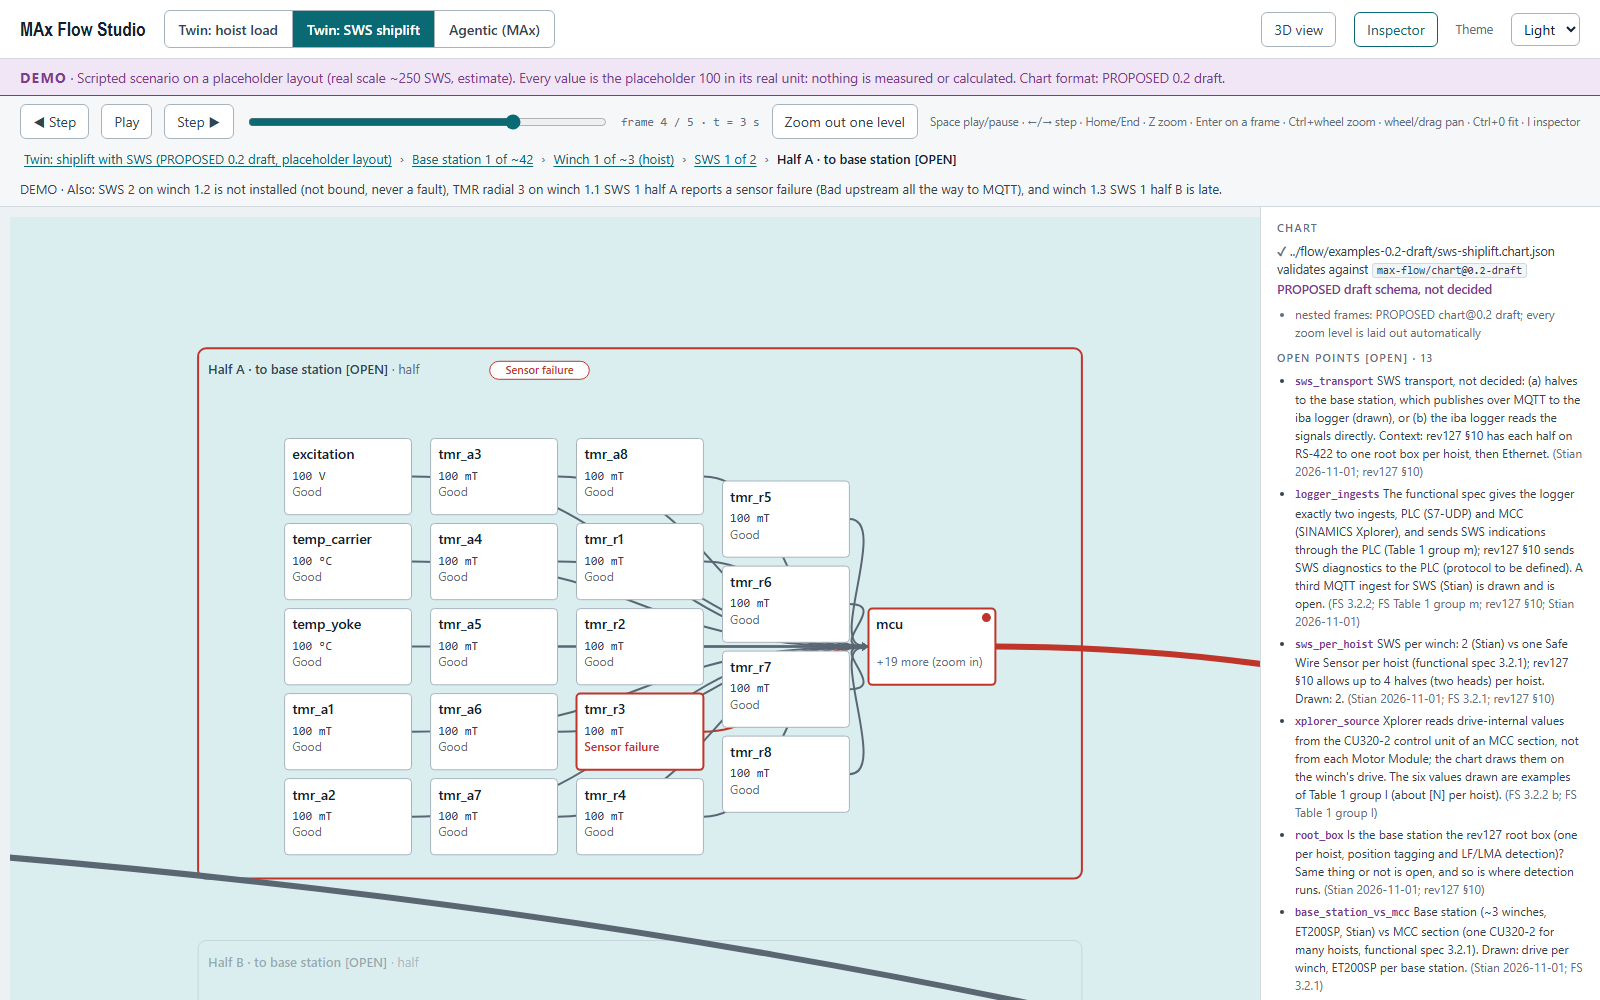 MAx Flow Studio
Twin: hoist load
Twin: SWS shiplift
Agentic (MAx)
3D view
Inspector
Theme
Light
DEMO · Scripted scenario on a placeholder layout (real scale ~250 SWS, estimate). Every value is the placeholder 100 in its real unit: nothing is measured or calculated. Chart format: PROPOSED 0.2 draft.
◀ Step
Play
Step ▶
frame 4 / 5 · t = 3 s
Zoom out one level
Space play/pause · ←/→ step · Home/End · Z zoom · Enter on a frame · Ctrl+wheel zoom · wheel/drag pan · Ctrl+0 fit · I inspector
Twin: shiplift with SWS (PROPOSED 0.2 draft, placeholder layout) › Base station 1 of ~42 › Winch 1 of ~3 (hoist) › SWS 1 of 2 › Half A · to base station [OPEN]
DEMO · Also: SWS 2 on winch 1.2 is not installed (not bound, never a fault), TMR radial 3 on winch 1.1 SWS 1 half A reports a sensor failure (Bad upstream all the way to MQTT), and winch 1.3 SWS 1 half B is late.
Half A · to base station [OPEN] · half
Sensor failure
excitation
100 V
Good
temp_carrier
100 °C
Good
temp_yoke
100 °C
Good
tmr_a1
100 mT
Good
tmr_a2
100 mT
Good
tmr_a3
100 mT
Good
tmr_a4
100 mT
Good
tmr_a5
100 mT
Good
tmr_a6
100 mT
Good
tmr_a7
100 mT
Good
tmr_a8
100 mT
Good
tmr_r1
100 mT
Good
tmr_r2
100 mT
Good
tmr_r3
100 mT
Sensor failure
tmr_r4
100 mT
Good
tmr_r5
100 mT
Good
tmr_r6
100 mT
Good
tmr_r7
100 mT
Good
tmr_r8
100 mT
Good
mcu
+19 more (zoom in)
Half B · to base station [OPEN] · half
CHART
✓ ../flow/examples-0.2-draft/sws-shiplift.chart.json
validates against max-flow/chart@0.2-draft
PROPOSED draft schema, not decided
• nested frames: PROPOSED chart@0.2 draft; every
zoom level is laid out automatically
OPEN POINTS [OPEN] · 13
• sws_transport SWS transport, not decided: (a) halves
to the base station, which publishes over MQTT to the
iba logger (drawn), or (b) the iba logger reads the
signals directly. Context: rev127 §10 has each half on
RS-422 to one root box per hoist, then Ethernet. (Stian
2026-11-01; rev127 §10)
• logger_ingests The functional spec gives the logger
exactly two ingests, PLC (S7-UDP) and MCC
(SINAMICS Xplorer), and sends SWS indications
through the PLC (Table 1 group m); rev127 §10 sends
SWS diagnostics to the PLC (protocol to be defined). A
third MQTT ingest for SWS (Stian) is drawn and is
open. (FS 3.2.2; FS Table 1 group m; rev127 §10; Stian
2026-11-01)
• sws_per_hoist SWS per winch: 2 (Stian) vs one Safe
Wire Sensor per hoist (functional spec 3.2.1); rev127
§10 allows up to 4 halves (two heads) per hoist.
Drawn: 2. (Stian 2026-11-01; FS 3.2.1; rev127 §10)
• xplorer_source Xplorer reads drive-internal values
from the CU320-2 control unit of an MCC section, not
from each Motor Module; the chart draws them on
the winch's drive. The six values drawn are examples
of Table 1 group l (about [N] per hoist). (FS 3.2.2 b; FS
Table 1 group l)
• root_box Is the base station the rev127 root box (one
per hoist, position tagging and LF/LMA detection)?
Same thing or not is open, and so is where detection
runs. (Stian 2026-11-01; rev127 §10)
• base_station_vs_mcc Base station (~3 winches,
ET200SP, Stian) vs MCC section (one CU320-2 for
many hoists, functional spec 3.2.1). Drawn: drive per
winch, ET200SP per base station. (Stian 2026-11-01; FS
3.2.1)